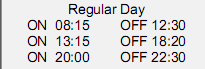 Regular Day
ON 08:15 OFF 12:30
ON 13:15 OFF 18:20
ON 20:00 OFF 22:30